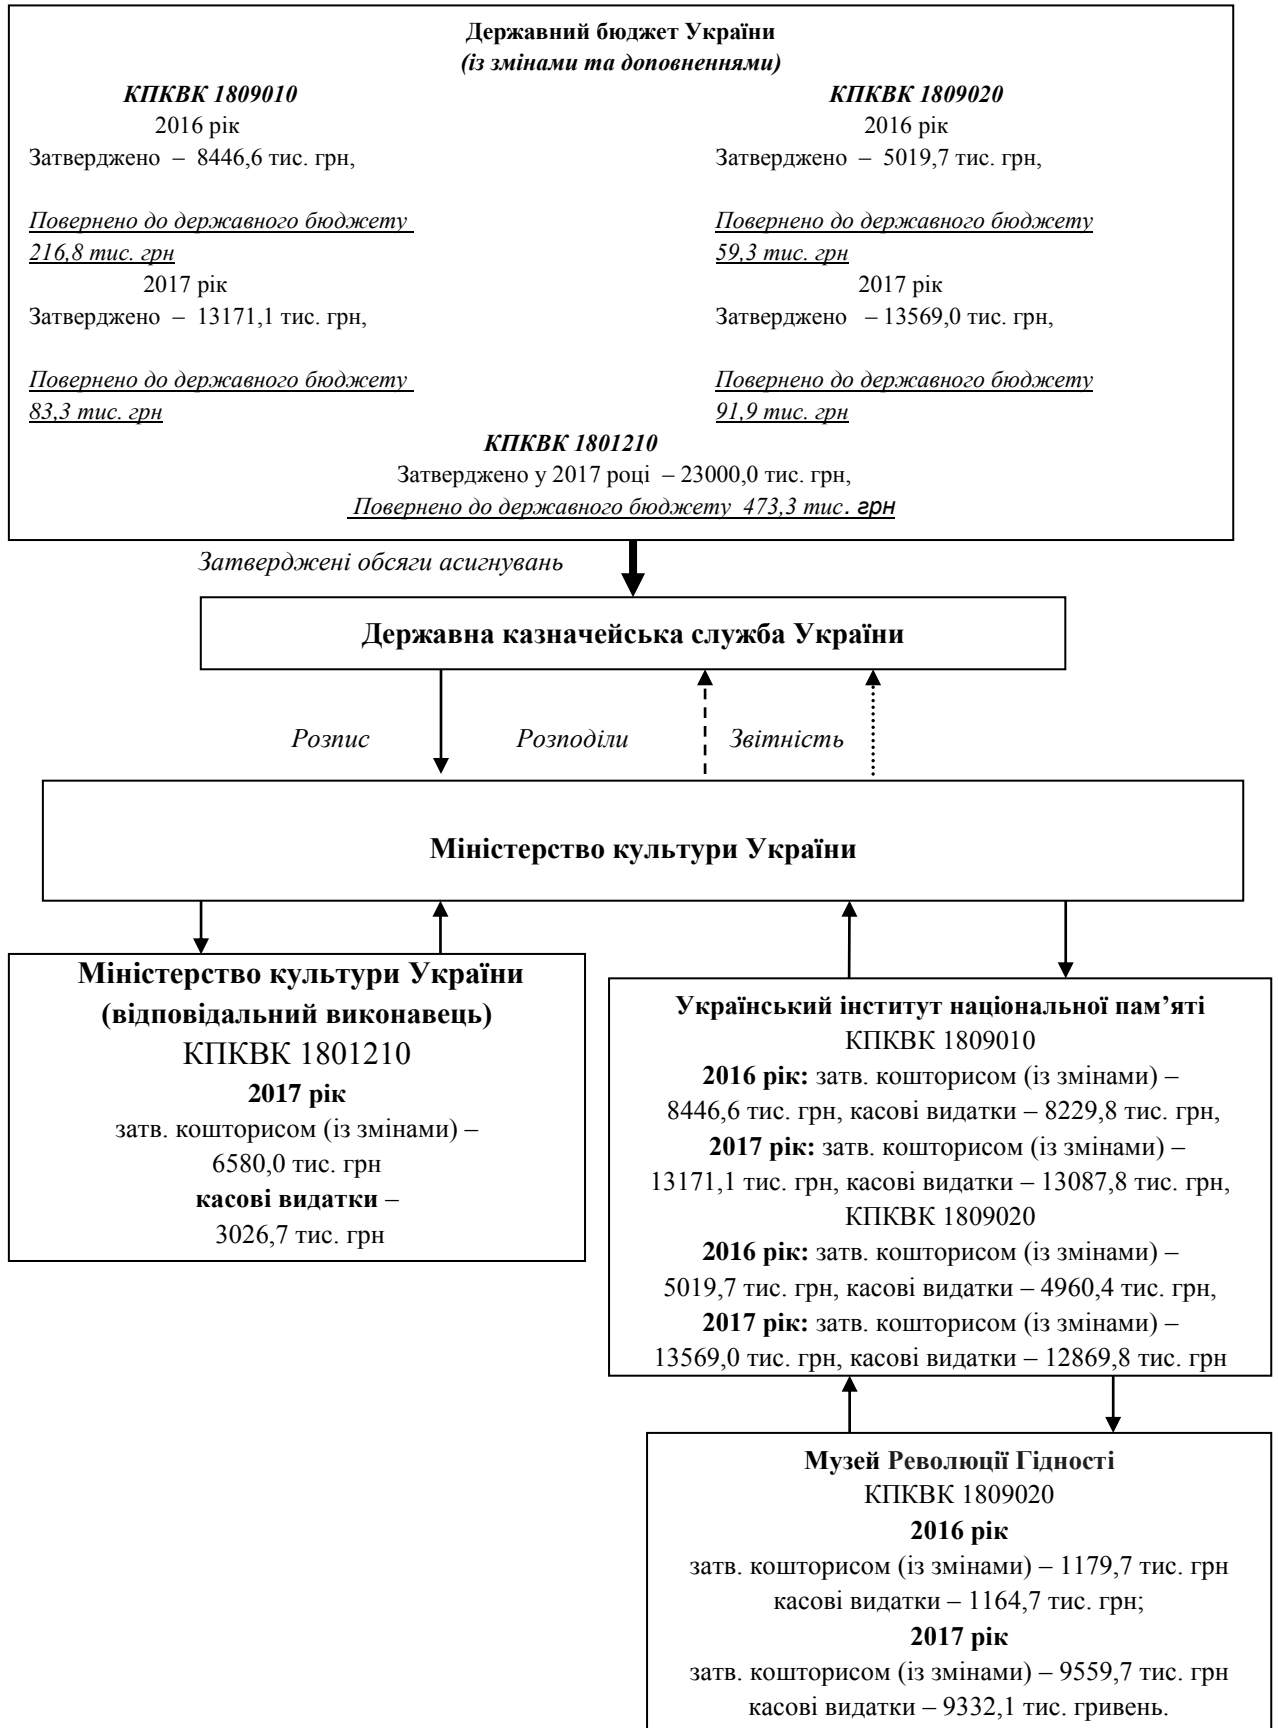 Державний бюджет України
(із змінами та доповненнями)
КПКВК 1809010
2016 рік
Затверджено – 8446,6 тис. грн,
Повернено до державного бюджету
216,8 тис. грн
2017 рік
Затверджено – 13171,1 тис. грн,
Повернено до державного бюджету
83,3 тис. грн
КПКВК 1809020
2016 рік
Затверджено – 5019,7 тис. грн,
Повернено до державного бюджету
59,3 тис. грн
2017 рік
Затверджено – 13569,0 тис. грн,
Повернено до державного бюджету
91,9 тис. грн
КПКВК 1801210
Затверджено у 2017 році – 23000,0 тис. грн,
Повернено до державного бюджету 473,3 тис. грн
Затверджені обсяги асигнувань
Державна казначейська служба України
Розпис Розподіли Звітність
Міністерство культури України
Міністерство культури України
(відповідальний виконавець)
КПКВК 1801210
2017 рік
затв. кошторисом (із змінами) –
6580,0 тис. грн
касові видатки –
3026,7 тис. грн
Український інститут національної пам’яті
КПКВК 1809010
2016 рік: затв. кошторисом (із змінами) –
8446,6 тис. грн, касові видатки – 8229,8 тис. грн,
2017 рік: затв. кошторисом (із змінами) –
13171,1 тис. грн, касові видатки – 13087,8 тис. грн,
КПКВК 1809020
2016 рік: затв. кошторисом (із змінами) –
5019,7 тис. грн, касові видатки – 4960,4 тис. грн,
2017 рік: затв. кошторисом (із змінами) –
13569,0 тис. грн, касові видатки – 12869,8 тис. грн
Музей Революції Гідності
КПКВК 1809020
2016 рік
затв. кошторисом (із змінами) – 1179,7 тис. грн
касові видатки – 1164,7 тис. грн;
2017 рік
затв. кошторисом (із змінами) – 9559,7 тис. грн
касові видатки – 9332,1 тис. гривень.